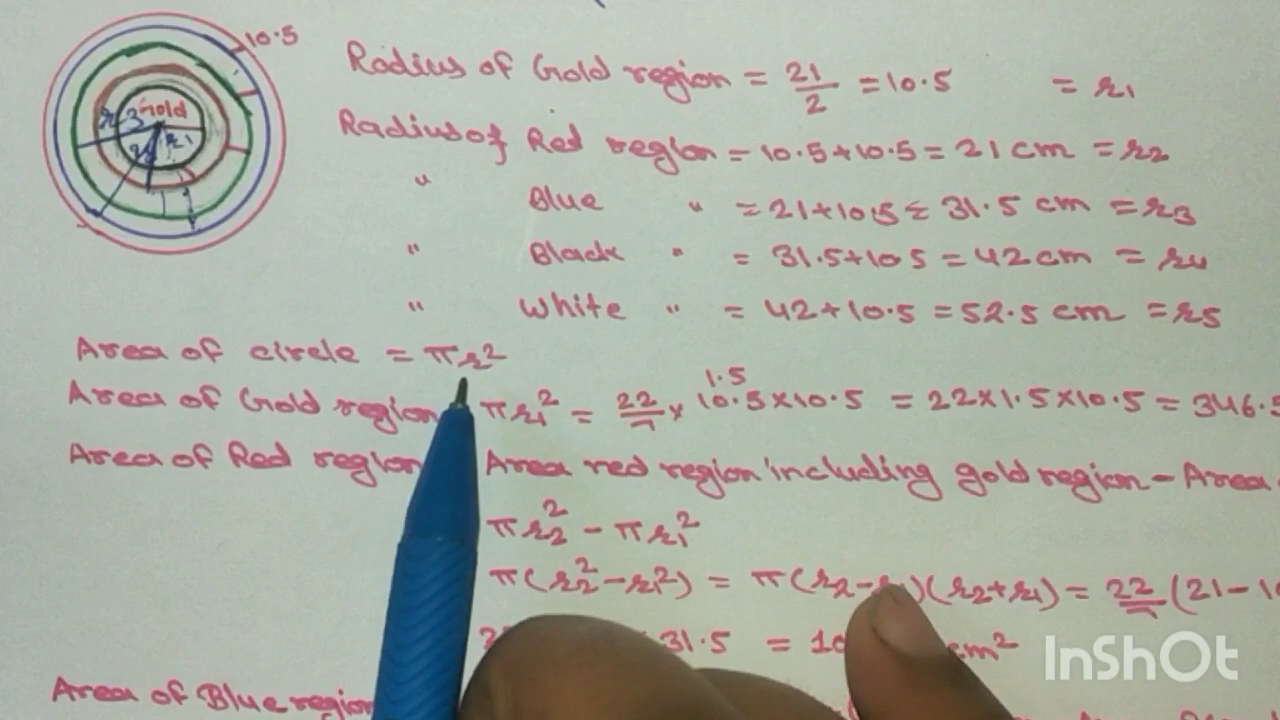 10.5
Gold
r1
Radius of Gold region = 21/2 = 10.5 = r1
Radius of Red region = 10.5+10.5 = 21 cm = r2
" Blue " = 21+10.5 = 31.5 cm = r3
" Black " = 31.5+10 5 = 42 cm = r4
" White " = 42+10.5 = 52.5 cm = r5
Area of circle = πr²
Area of Gold region πr1² = 22/7 × 10.5×10.5 = 22×1.5×10.5 = 346.5
1.5
Area of Red region Area red region including gold region - Area
πr2² - πr1²
π(r2² - r1²) = π(r2- )(r2+r1) = 22/7 (21-10
31.5 = 10 cm²
Area of Blue region
InShOt